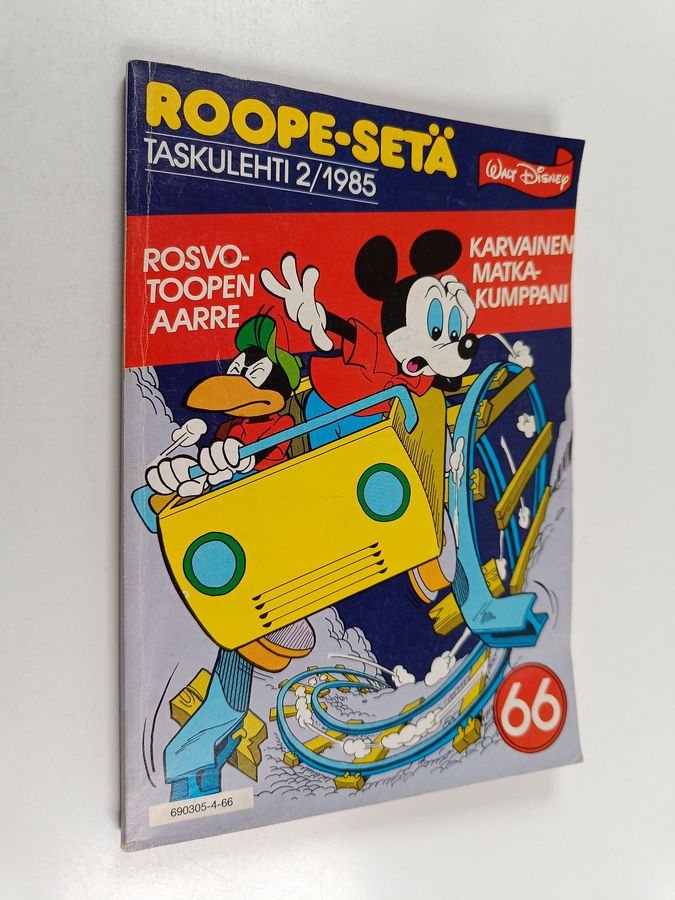 ROOPE-SETÄ
TASKULEHTI 2/1985
WALT DISNEY
ROSVO-
TOOPEN
AARRE
KARVAINEN
MATKA-
KUMPPANI
66
690305-4-66